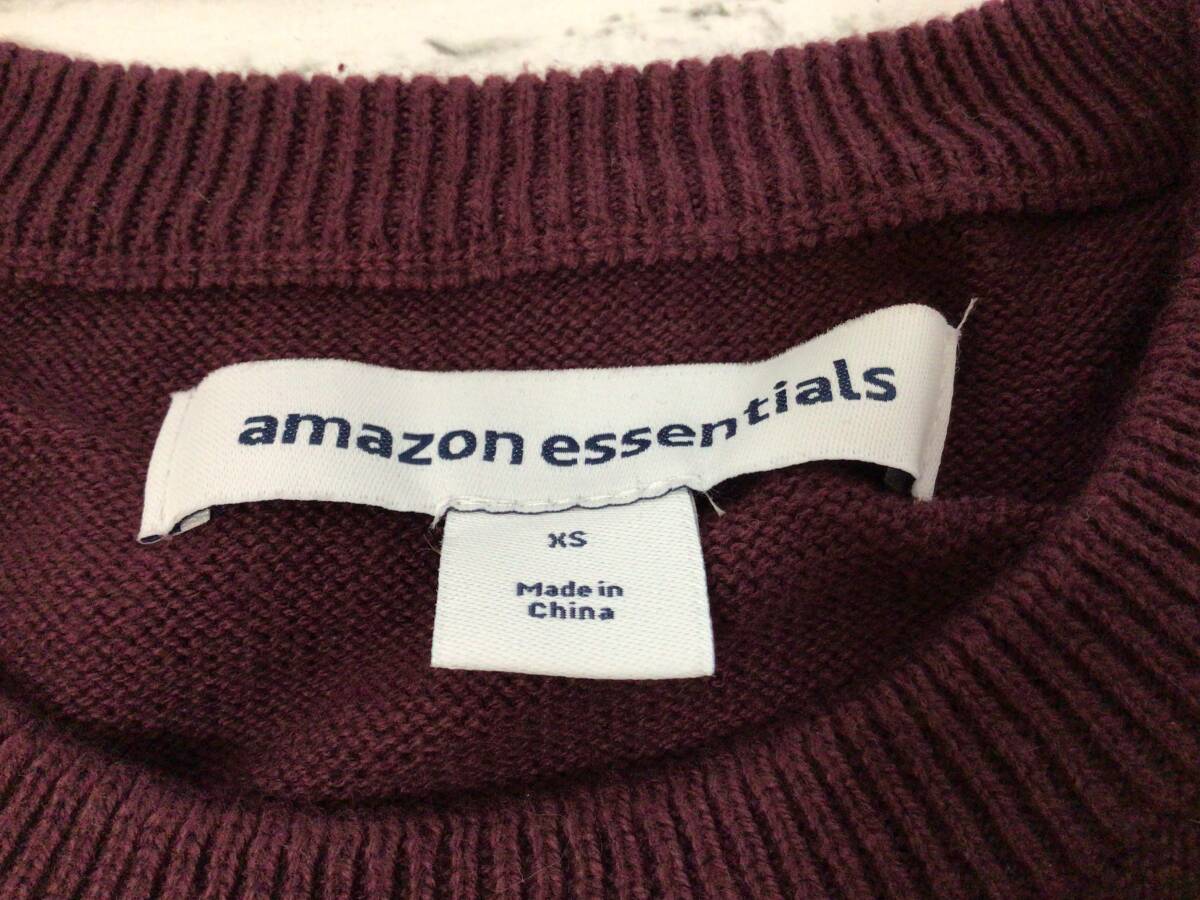 amazon essentials
XS
Made in
China